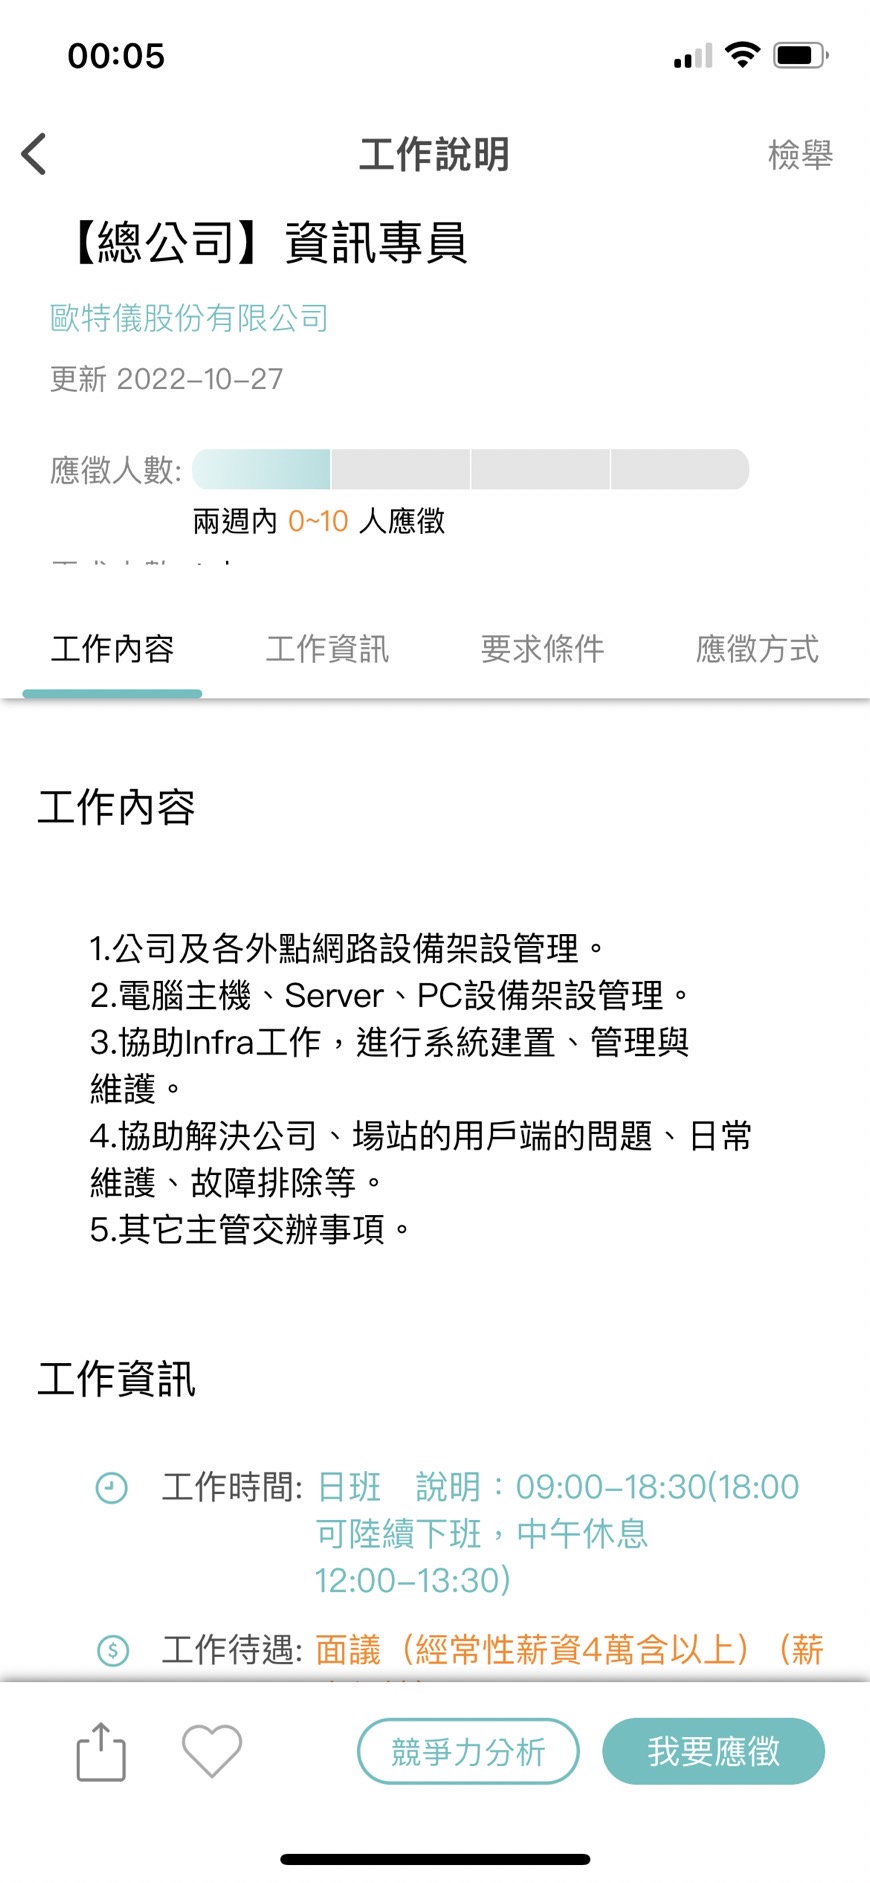 00:05
工作說明
檢舉
【總公司】資訊專員
歐特儀股份有限公司
更新 2022-10-27
應徵人數:
兩週內 0~10 人應徵
工作內容
工作資訊
要求條件
應徵方式
工作內容
1.公司及各外點網路設備架設管理。
2.電腦主機、Server、PC設備架設管理。
3.協助Infra工作，進行系統建置、管理與
維護。
4.協助解決公司、場站的用戶端的問題、日常
維護、故障排除等。
5.其它主管交辦事項。
工作資訊
工作時間: 日班　說明：09:00-18:30(18:00
可陸續下班，中午休息
12:00-13:30)
工作待遇: 面議（經常性薪資4萬含以上）（薪
競爭力分析
我要應徵